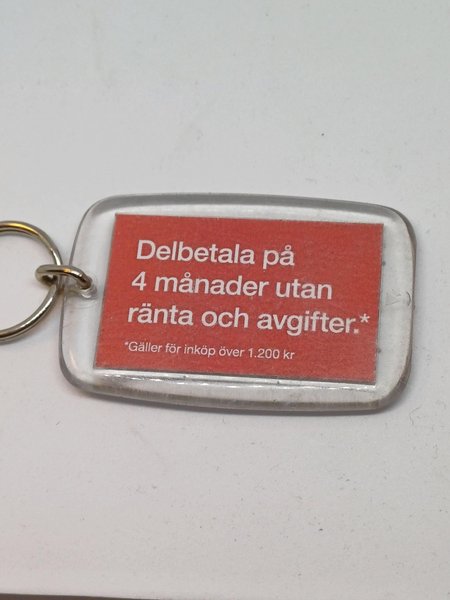 Delbetala på
4 månader utan
ränta och avgifter.*
*Gäller för inköp över 1.200 kr